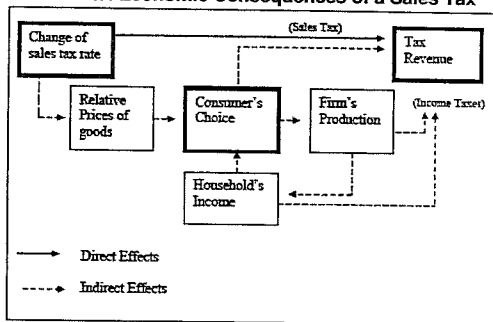 Economic Consequences of a Sales Tax
(Sales Tax)
Change of
sales tax rate
Tax
Revenue
Relative
Prices of
goods
Consumer's
Choice
Firm's
Production
(Income Taxes)
Household's
Income
Direct Effects
Indirect Effects